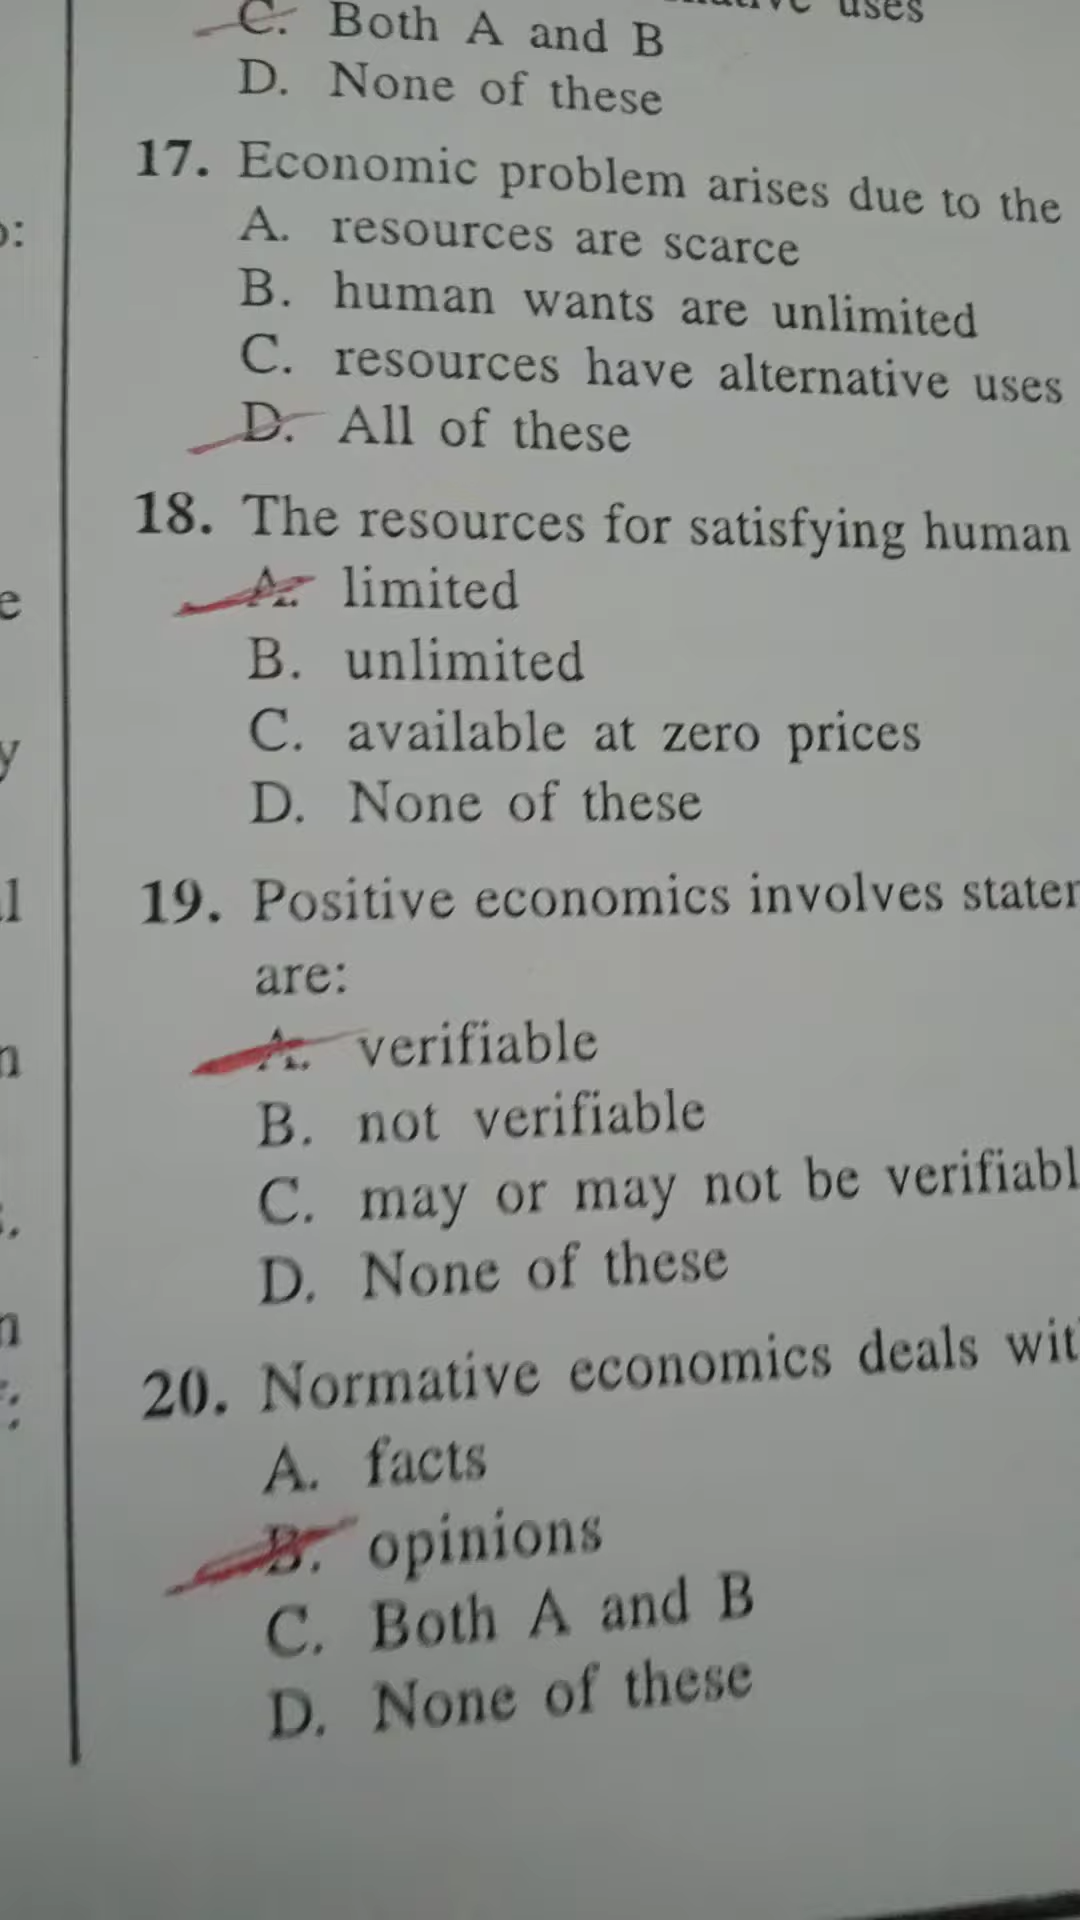 uses
C. Both A and B
D. None of these
17. Economic problem arises due to the
A. resources are scarce
B. human wants are unlimited
C. resources have alternative uses
D. All of these
18. The resources for satisfying human
A. limited
B. unlimited
C. available at zero prices
D. None of these
19. Positive economics involves
are:
A. verifiable
B. not verifiable
C. may or may not be
D. None of these
20. Normative economics deals
A. facts
B. opinions
C. Both A and B
D. None of these